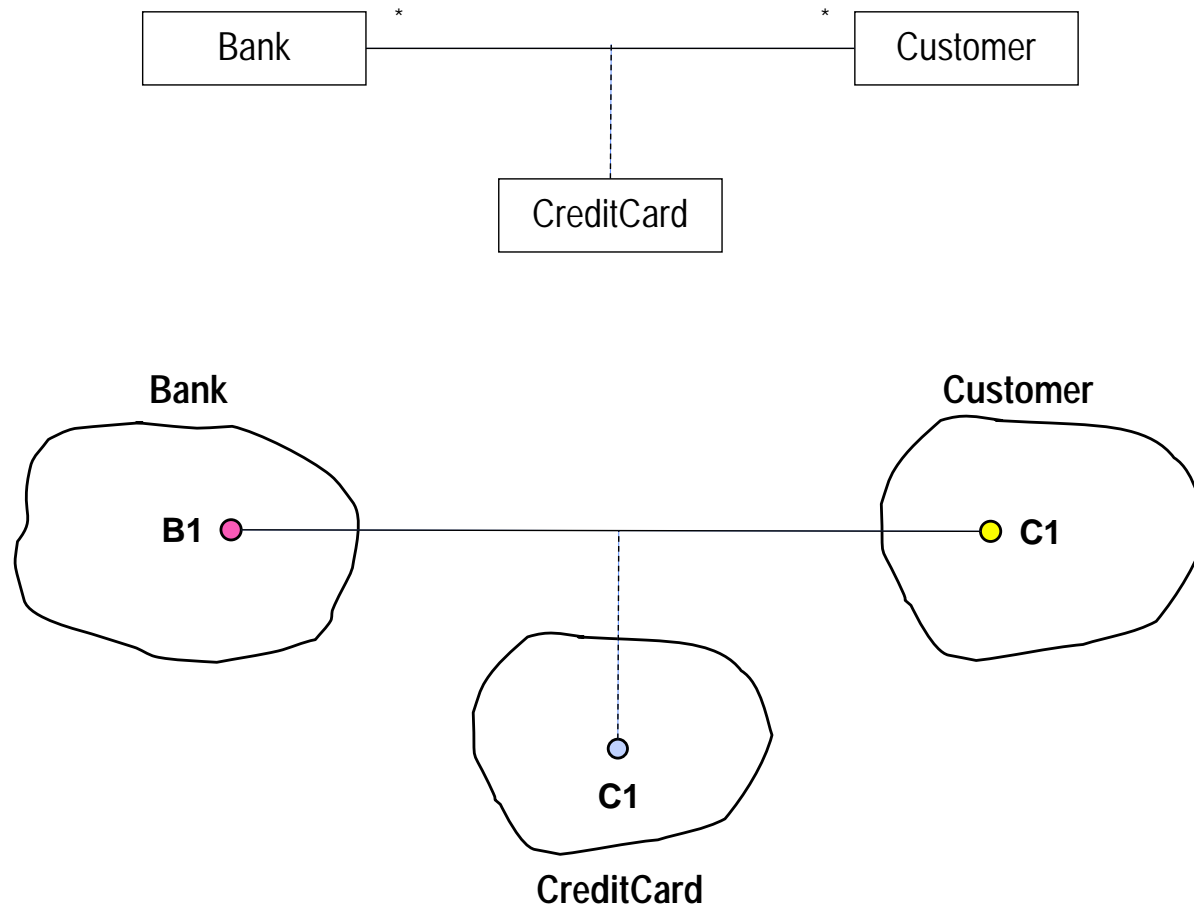 * *
Bank Customer
CreditCard
Bank Customer
B1 C1
C1
CreditCard